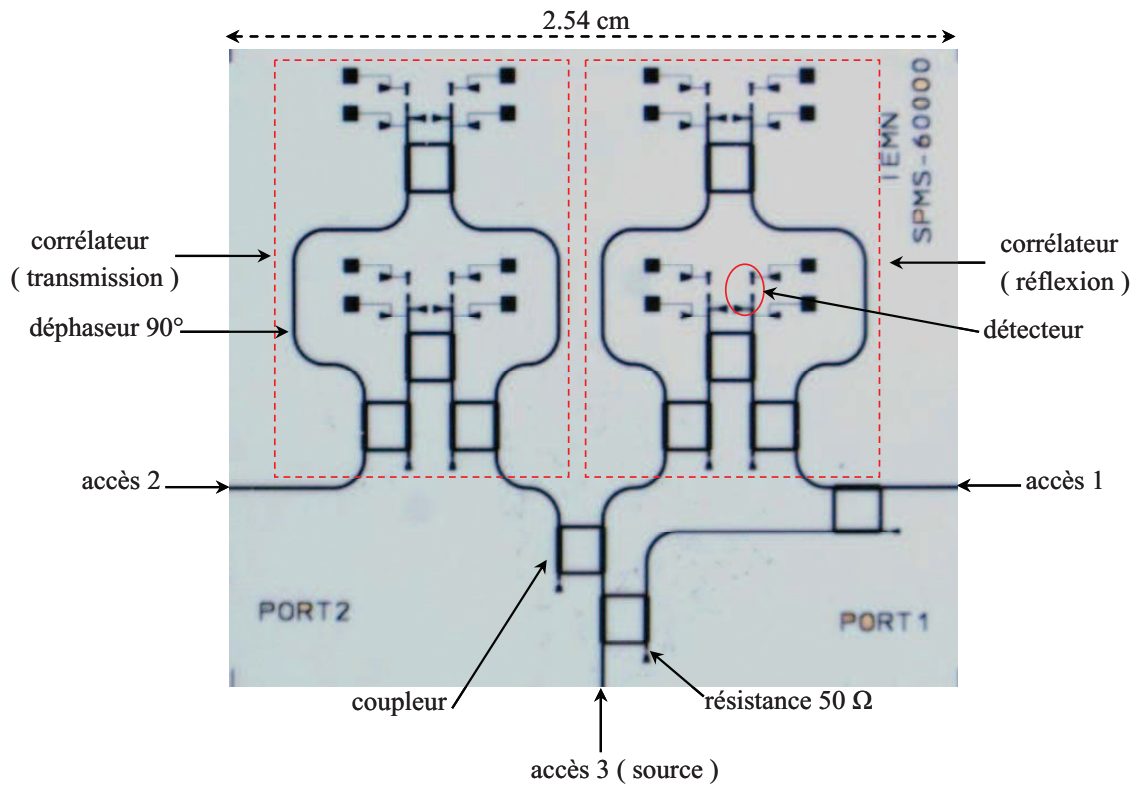 2.54 cm
IEMN
SPMS-60000
corrélateur
( transmission )
corrélateur
( réflexion )
déphaseur 90°
détecteur
accès 2
accès 1
PORT2
PORT1
coupleur
résistance 50 Ω
accès 3 ( source )